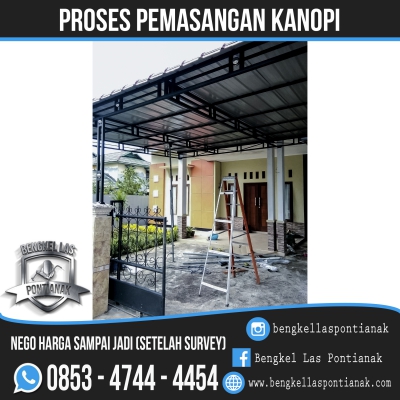 PROSES PEMASANGAN KANOPI
BENGKEL LAS
PONTIANAK
NEGO HARGA SAMPAI JADI (SETELAH SURVEY)
0853 - 4744 - 4454
bengkellaspontianak
Bengkel Las Pontianak
www.bengkellaspontianak.com